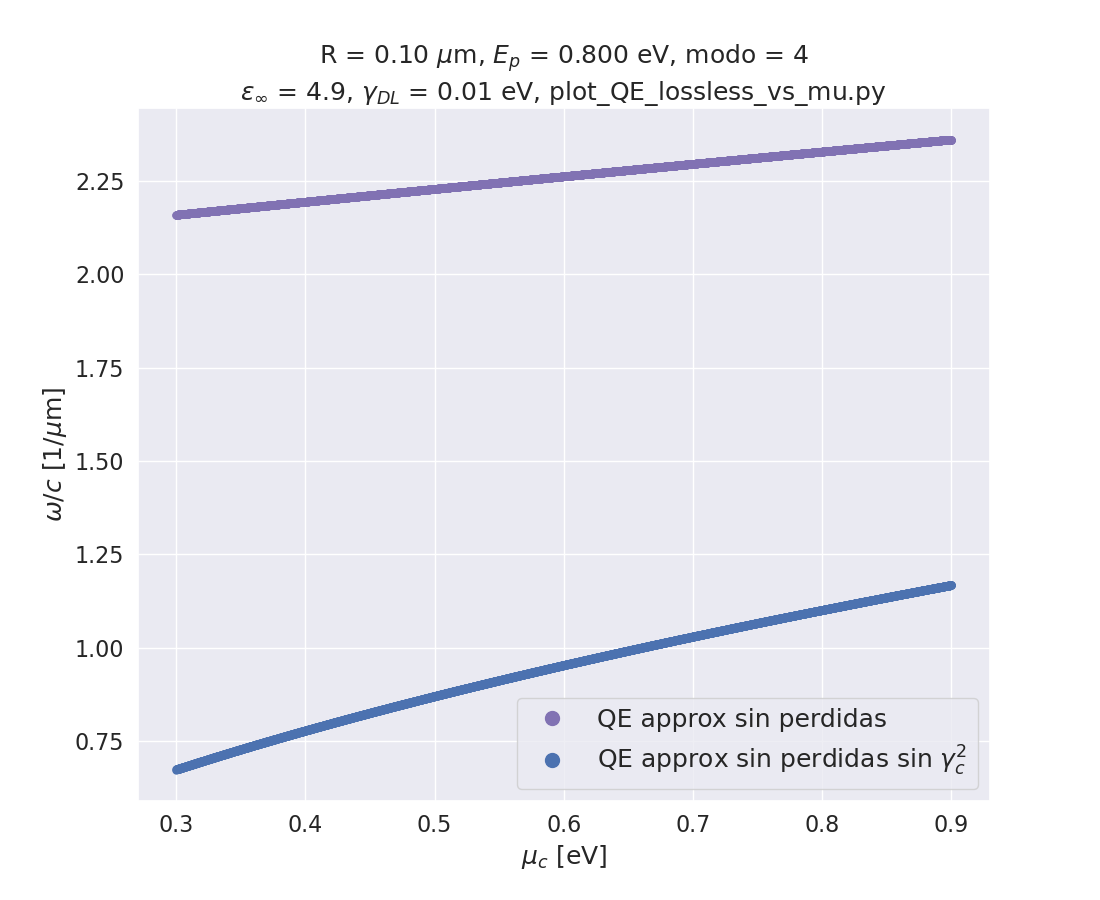 R = 0.10 μm, E_p = 0.800 eV, modo = 4
ε_∞ = 4.9, γ_DL = 0.01 eV, plot_QE_lossless_vs_mu.py
2.25
2.00
1.75
1.50
1.25
1.00
0.75
ω/c [1/μm]
QE approx sin perdidas
QE approx sin perdidas sin γ_c^2
0.3 0.4 0.5 0.6 0.7 0.8 0.9
μ_c [eV]